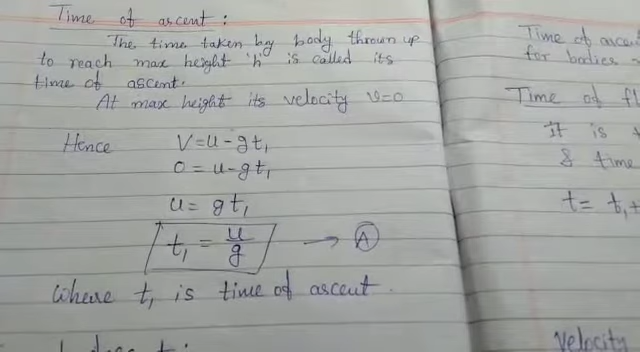 Time of ascent :
The time taken by body thrown up
to reach max height 'h' is called its
time of ascent.
At max height its velocity v=0
Hence V = u - gt₁
0 = u - gt₁
u = gt₁
t₁ = u/g → (A)
where t₁ is time of ascent.
Time of
for bodies
Time of
It is
& time
t = t₁ +
Velocity